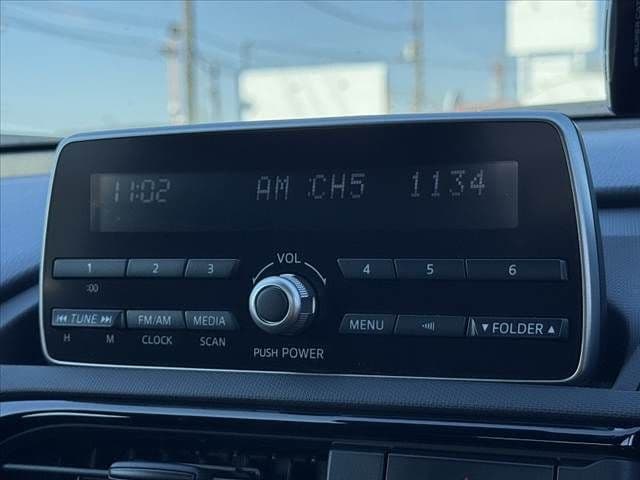 11:02 AM CH5 1134
VOL
1 2 3 4 5 6
:00
TUNE FM/AM MEDIA MENU FOLDER
H M CLOCK SCAN
PUSH POWER